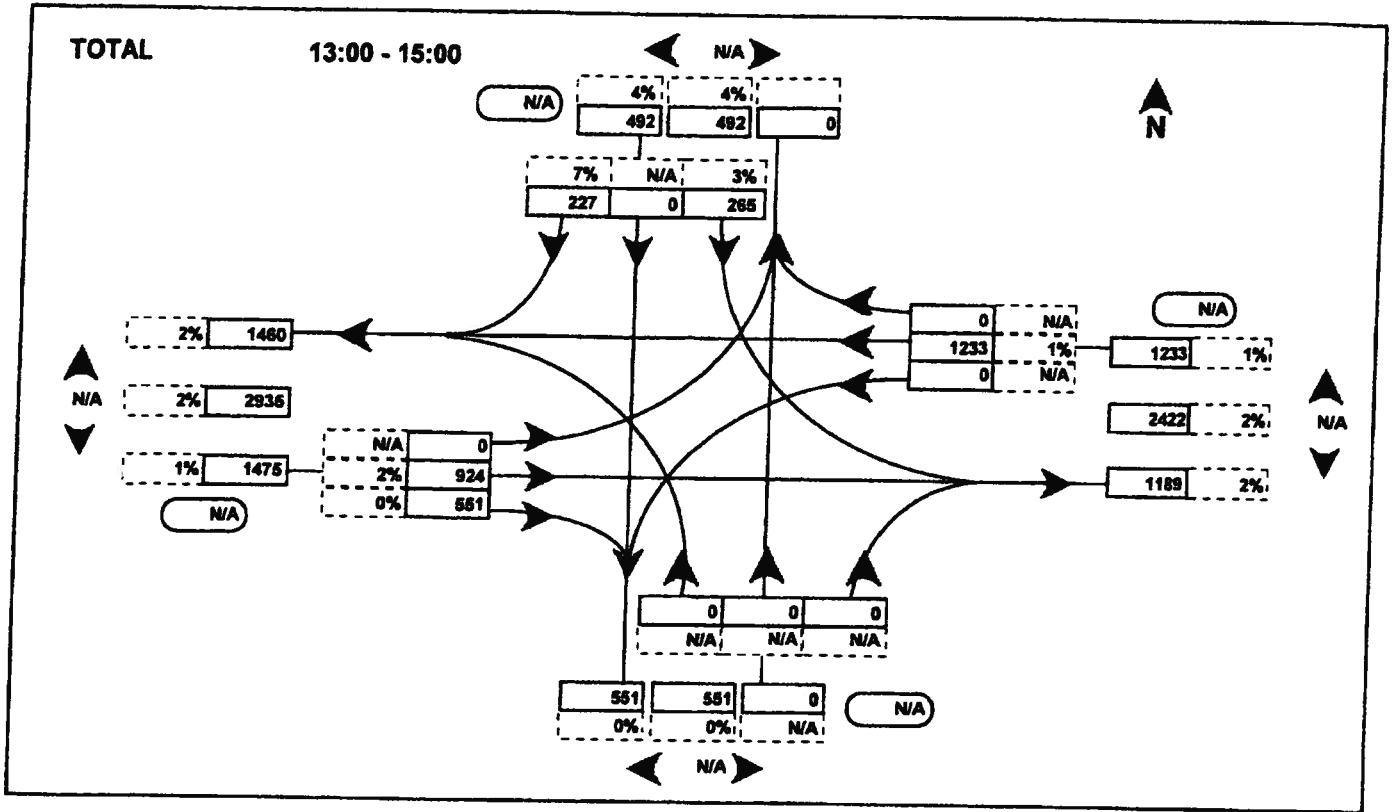 TOTAL 13:00 - 15:00 N/A
N/A 4% 4%
492 492 0
N
7% N/A 3%
227 0 265
2% 1460
0 N/A N/A
1233 1% 1233 1%
0 N/A
N/A 2% 2935
2422 2% N/A
N/A 0
1% 1475 2% 924
0% 551
1189 2%
N/A
0 0 0
N/A N/A N/A
551 551 0 N/A
0% 0% N/A
N/A